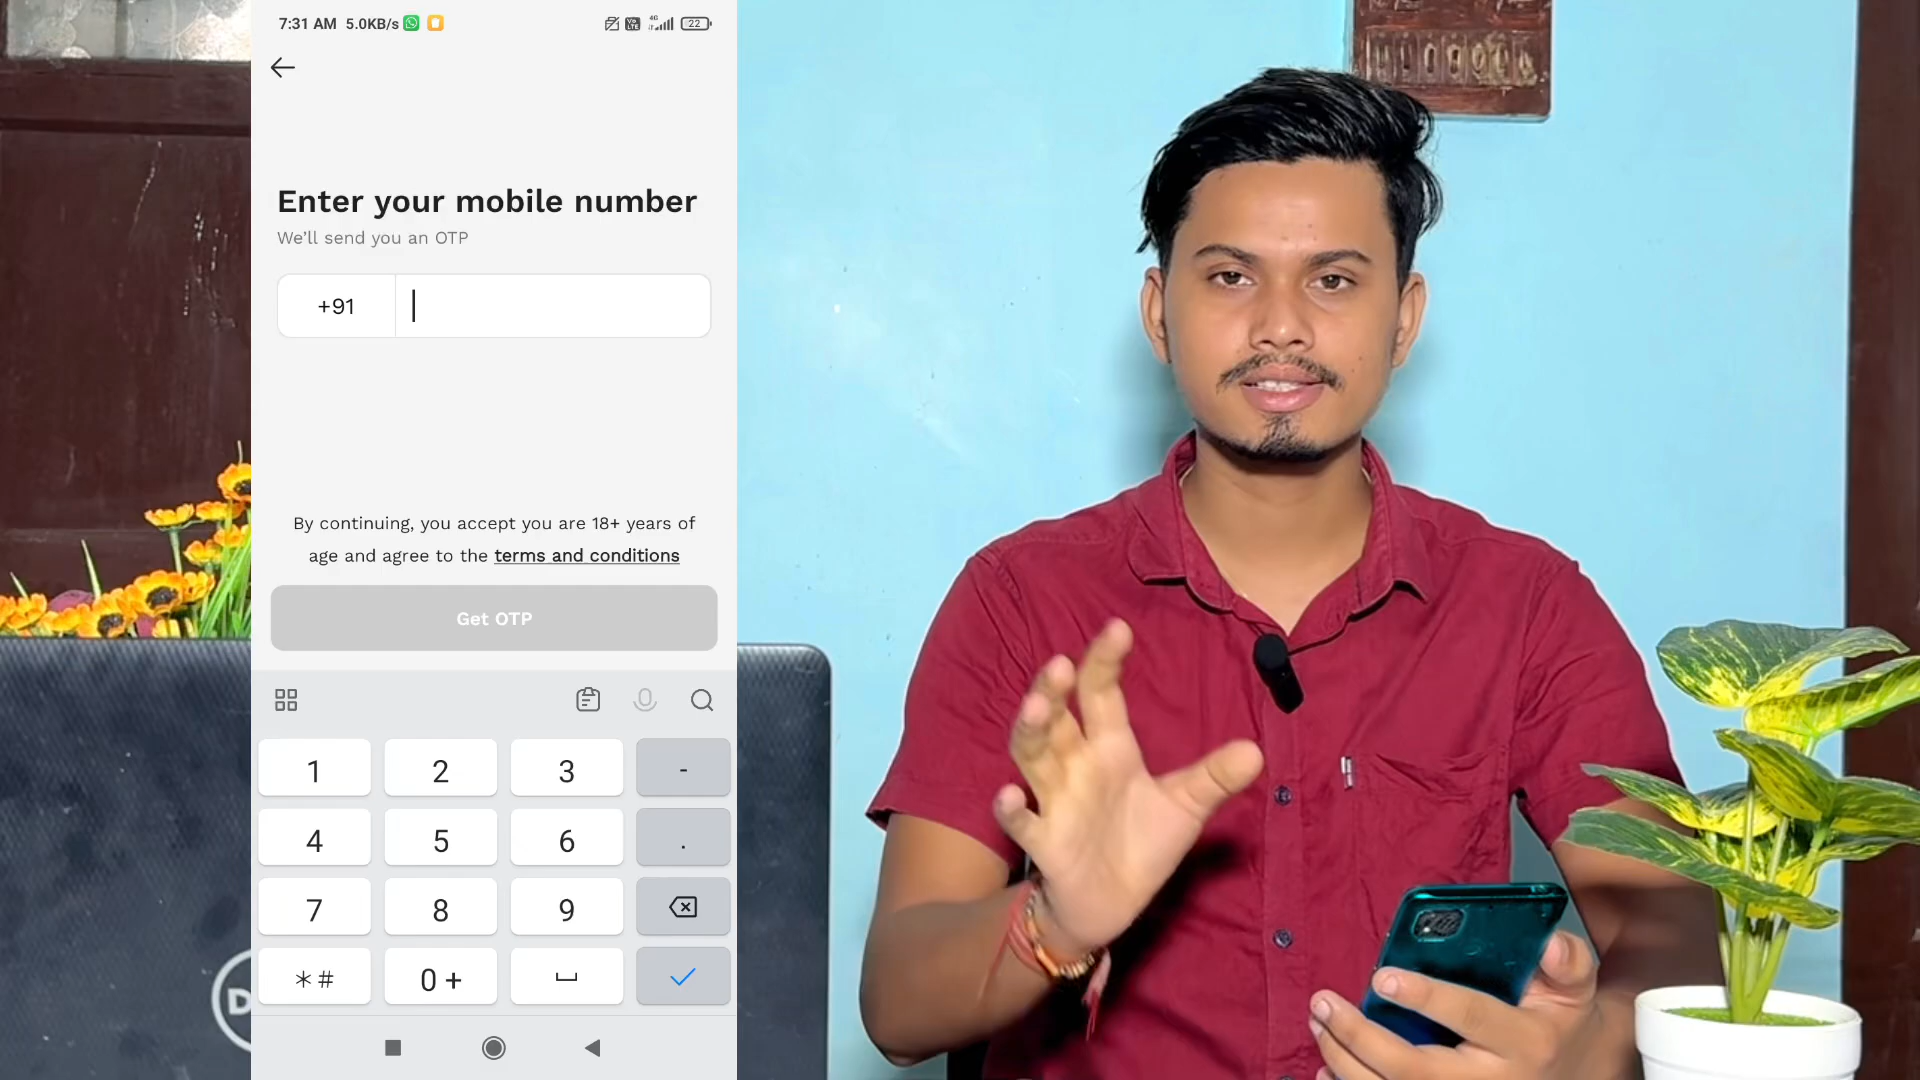 7:31 AM 5.0KB/s
4G
22
Enter your mobile number
We'll send you an OTP
+91
By continuing, you accept you are 18+ years of
age and agree to the terms and conditions
Get OTP
1 2 3 -
4 5 6 .
7 8 9
*# 0 +